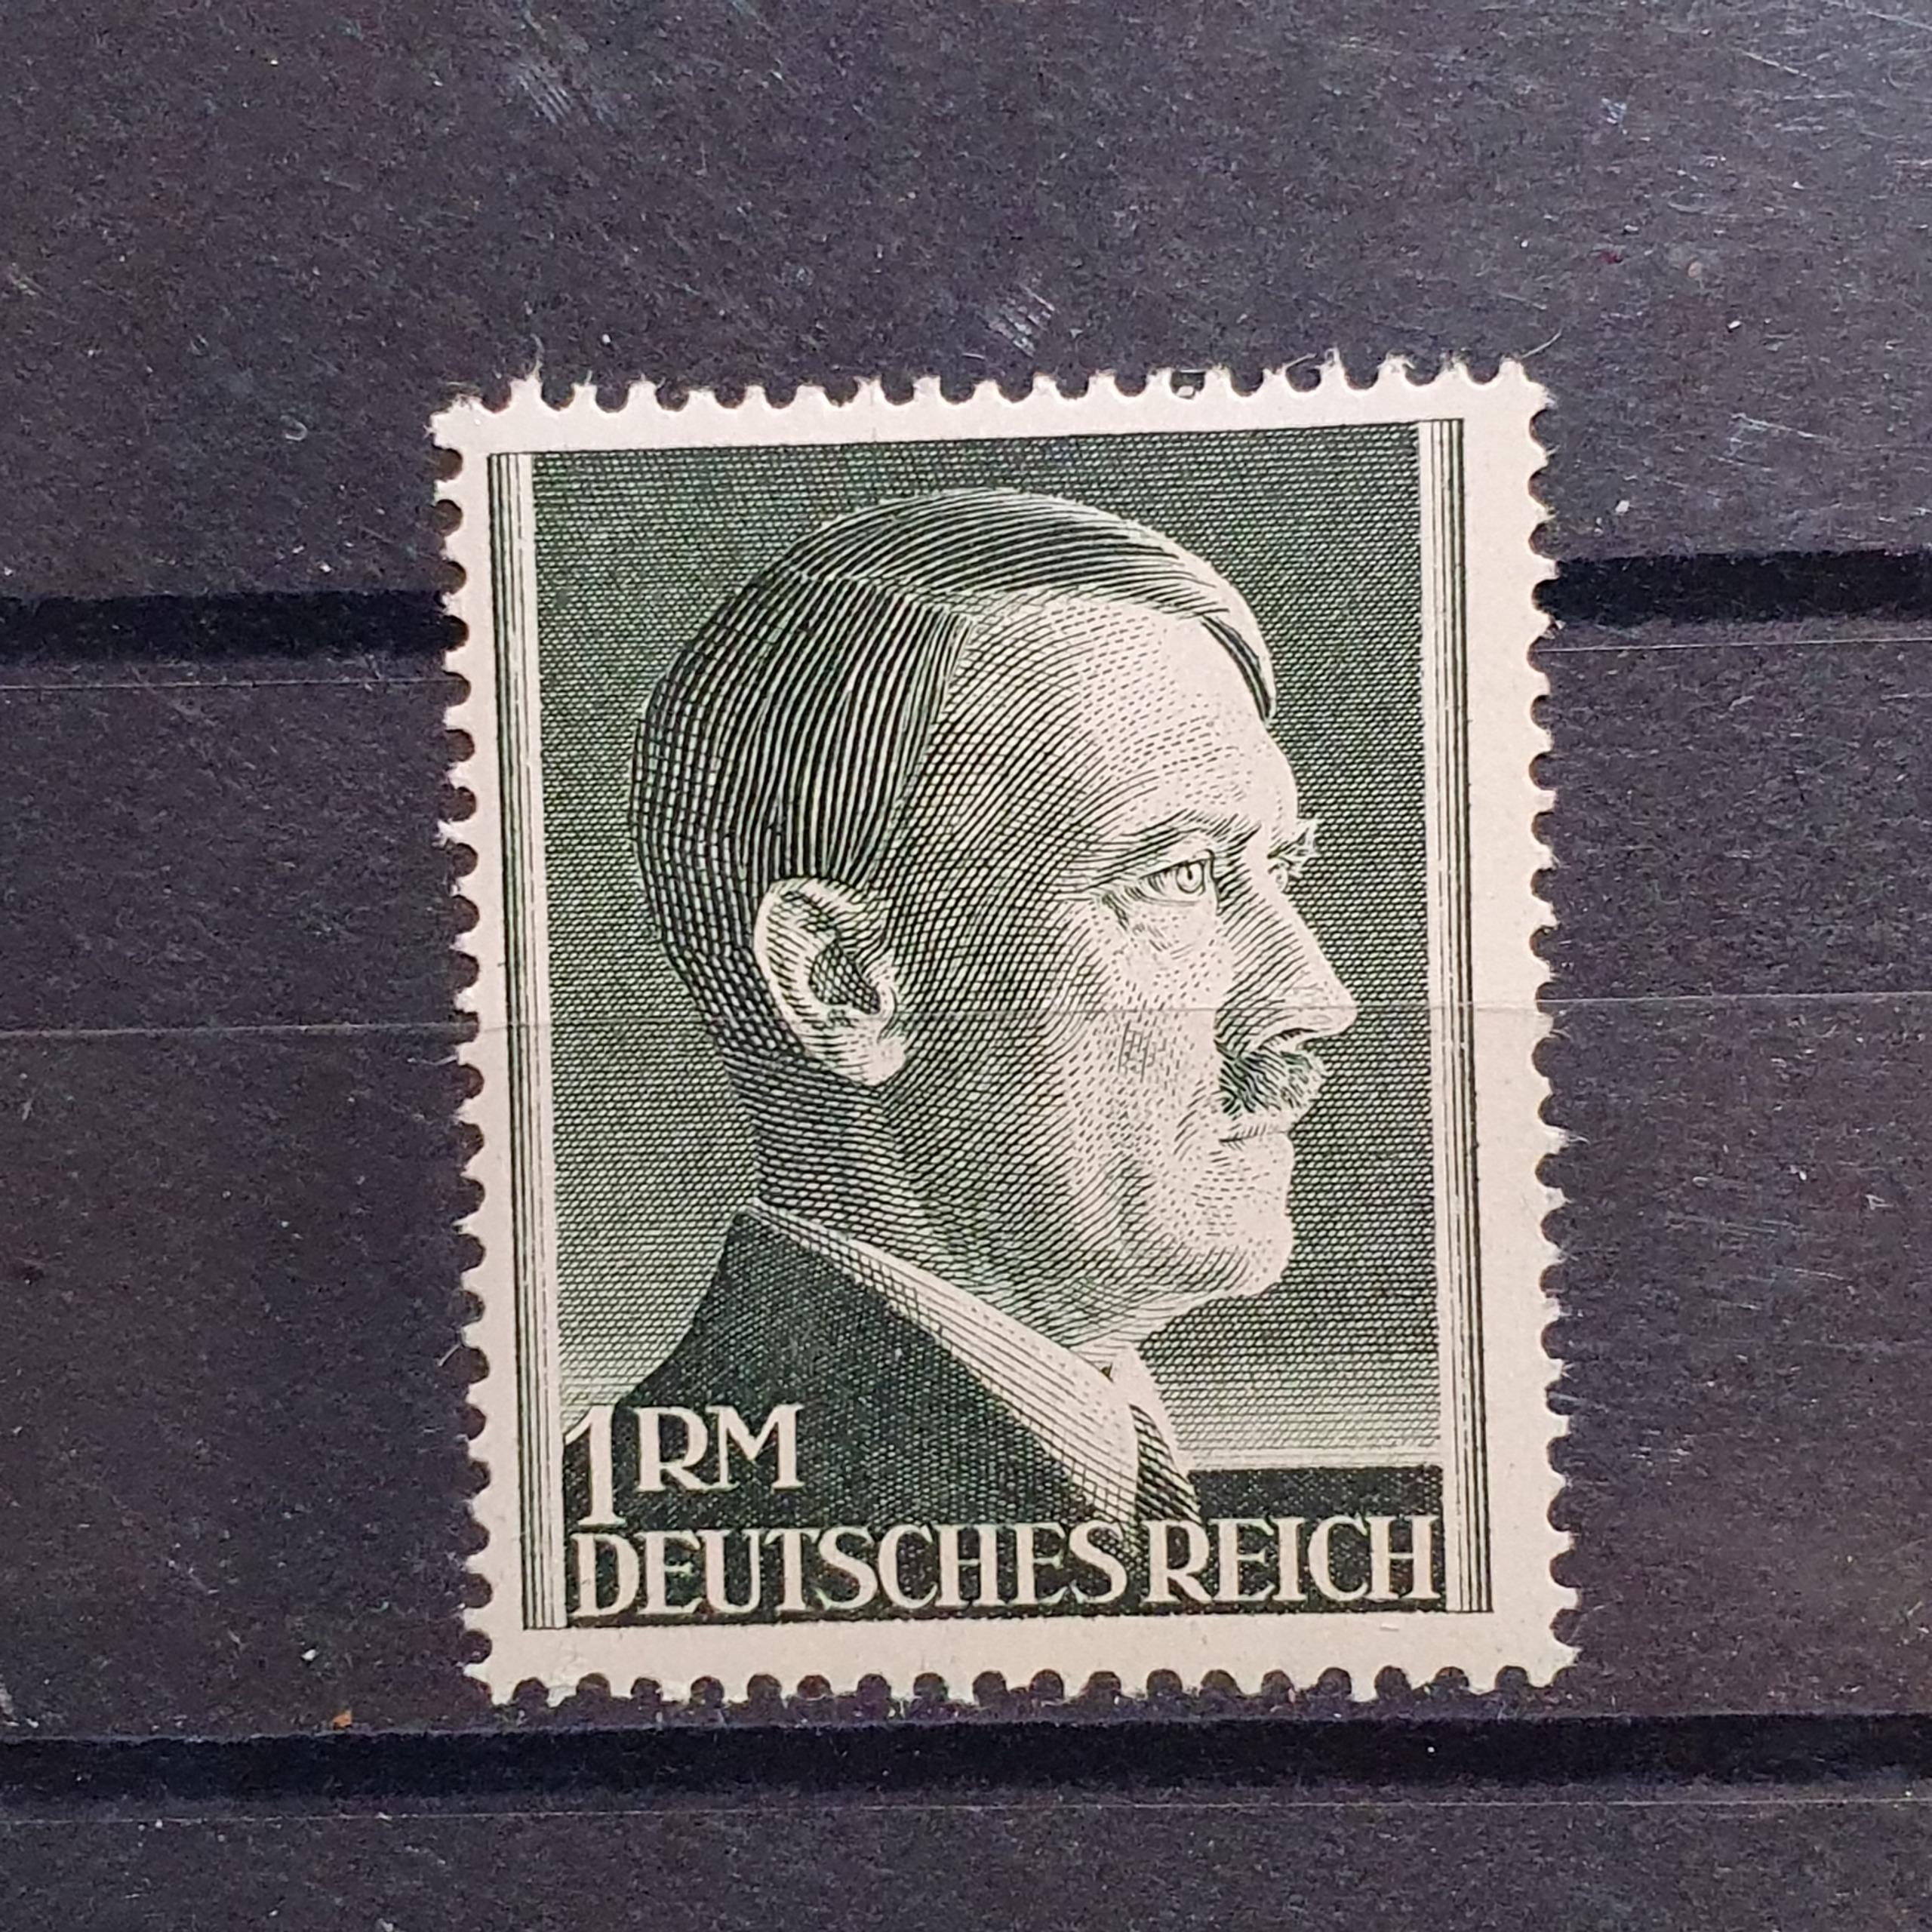 1 RM
DEUTSCHES REICH